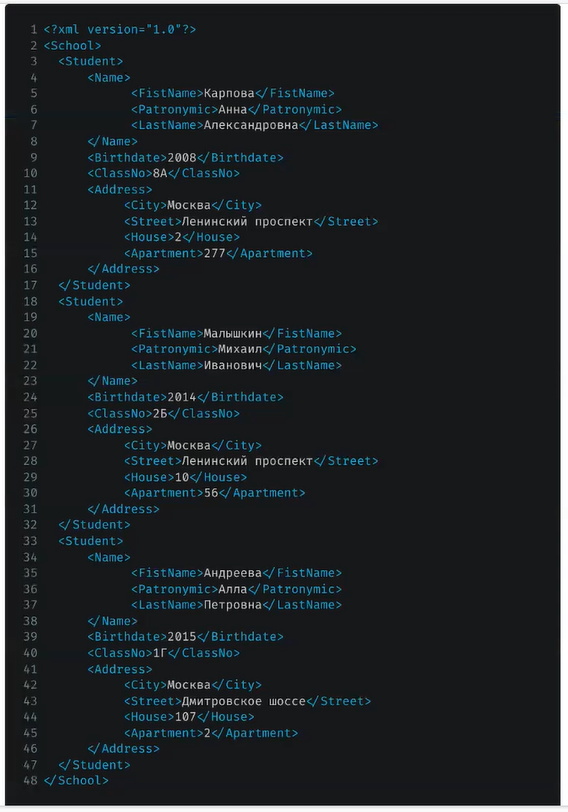 1 <?xml version="1.0"?>
2 <School>
3 <Student>
4 <Name>
5 <FistName>Карпова</FistName>
6 <Patronymic>Анна</Patronymic>
7 <LastName>Александровна</LastName>
8 </Name>
9 <Birthdate>2008</Birthdate>
10 <ClassNo>8А</ClassNo>
11 <Address>
12 <City>Москва</City>
13 <Street>Ленинский проспект</Street>
14 <House>2</House>
15 <Apartment>277</Apartment>
16 </Address>
17 </Student>
18 <Student>
19 <Name>
20 <FistName>Малышкин</FistName>
21 <Patronymic>Михаил</Patronymic>
22 <LastName>Иванович</LastName>
23 </Name>
24 <Birthdate>2014</Birthdate>
25 <ClassNo>2Б</ClassNo>
26 <Address>
27 <City>Москва</City>
28 <Street>Ленинский проспект</Street>
29 <House>10</House>
30 <Apartment>56</Apartment>
31 </Address>
32 </Student>
33 <Student>
34 <Name>
35 <FistName>Андреева</FistName>
36 <Patronymic>Алла</Patronymic>
37 <LastName>Петровна</LastName>
38 </Name>
39 <Birthdate>2015</Birthdate>
40 <ClassNo>1Г</ClassNo>
41 <Address>
42 <City>Москва</City>
43 <Street>Дмитровское шоссе</Street>
44 <House>107</House>
45 <Apartment>2</Apartment>
46 </Address>
47 </Student>
48 </School>